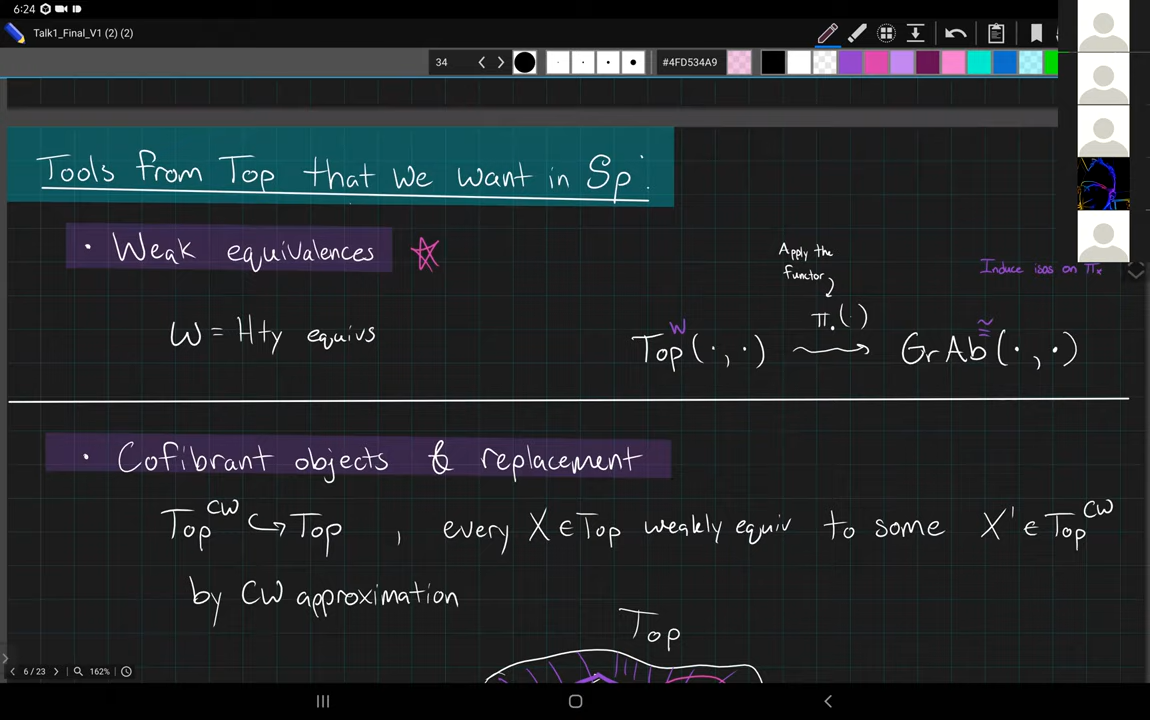 6:24
Talk1_Final_V1 (2) (2)
34
#4FD534A9
Tools from Top that we want in Sp:
• Weak equivalences
Apply the
functor
Induce isos on π*
W = Hty equivs
Top^W(·, ·) ⟶ π.(·) GrAb^≅(·, ·)
• Cofibrant objects & replacement
Top^CW ↪ Top , every X ∈ Top weakly equiv to some X' ∈ Top^CW
by CW approximation
Top
6/23
162%